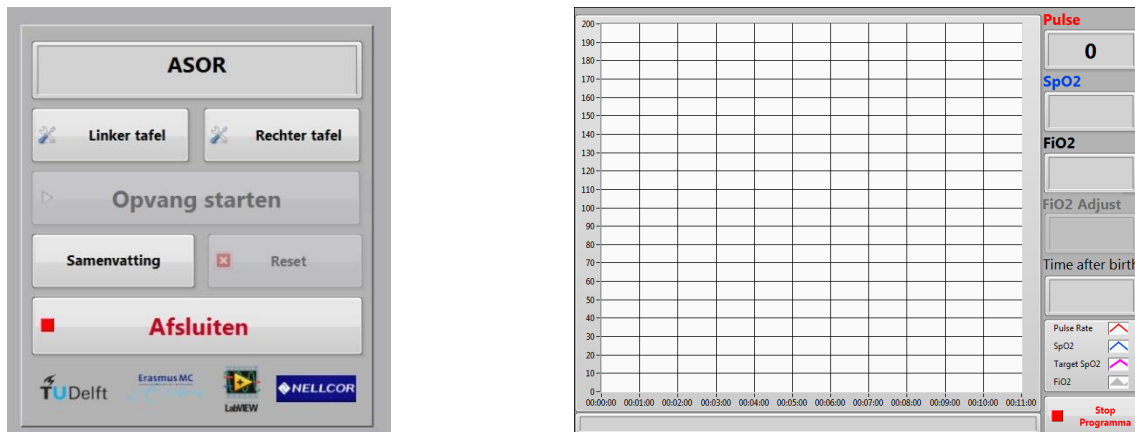 ASOR
Linker tafel
Rechter tafel
Opvang starten
Samenvatting
Reset
Afsluiten
TUDelft
Erasmus MC
LabVIEW
NELLCOR
200
190
180
170
160
150
140
130
120
110
100
90
80
70
60
50
40
30
20
10
0
00:00:00 00:01:00 00:02:00 00:03:00 00:04:00 00:05:00 00:06:00 00:07:00 00:08:00 00:09:00 00:10:00 00:11:00
Pulse
0
SpO2
FiO2
FiO2 Adjust
Time after birth
Pulse Rate
SpO2
Target SpO2
FiO2
Stop
Programma